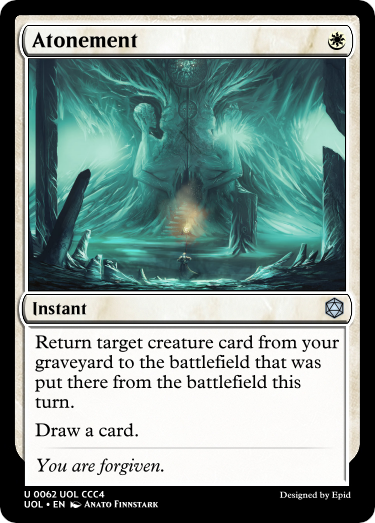 Atonement
Instant
Return target creature card from your
graveyard to the battlefield that was
put there from the battlefield this
turn.
Draw a card.
You are forgiven.
U 0062 UOL CCC4
Designed by Epid
UOL • EN Anato Finnstark